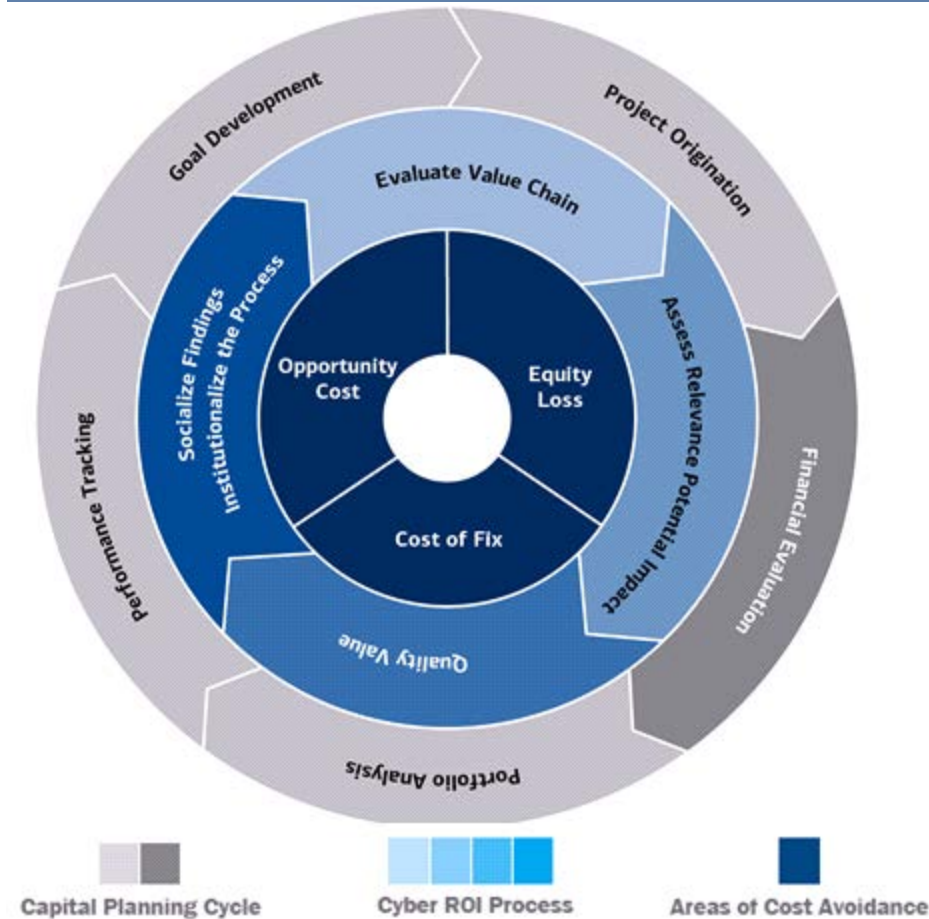 Goal Development
Project Origination
Financial Evaluation
Portfolio Analysis
Performance Tracking
Evaluate Value Chain
Assess Relevance Potential Impact
Quality Value
Socialize Findings
Institutionalize the Process
Opportunity
Cost
Equity
Loss
Cost of Fix
Capital Planning Cycle
Cyber ROI Process
Areas of Cost Avoidance